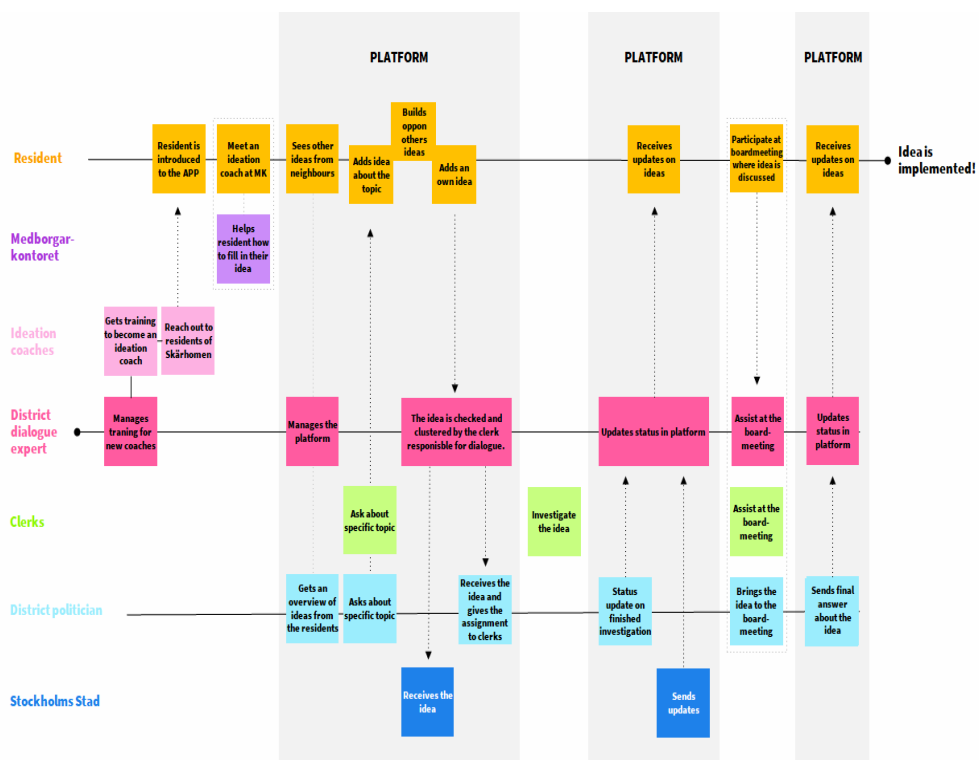 PLATFORM
PLATFORM
PLATFORM
Resident
Resident is
introduced
to the APP
Meet an
ideation
coach at MK
Sees other
ideas from
neighbours
Adds idea
about the
topic
Builds
oppon
others
ideas
Adds an
own idea
Receives
updates on
ideas
Participate at
boardmeeting
where idea is
discussed
Receives
updates on
ideas
Idea is
implemented!
Medborgar-
kontoret
Helps
resident how
to fill in their
idea
Ideation
coaches
Gets training
to become an
ideation
coach
Reach out to
residents of
Skärhomen
District
dialogue
expert
Manages
traning for
new coaches
Manages the
platform
The idea is checked and
clustered by the clerk
responisble for dialogue.
Updates status in platform
Assist at the
board-
meeting
Updates
status in
platform
Clerks
Ask about
specific topic
Investigate
the idea
Assist at the
board-
meeting
District politician
Gets an
overview of
ideas from
the residents
Asks about
specific topic
Receives the
idea and
gives the
assignment
to clerks
Status
update on
finished
investigation
Brings the
idea to the
board-
meeting
Sends final
answer
about the
idea
Stockholms Stad
Receives the
idea
Sends
updates